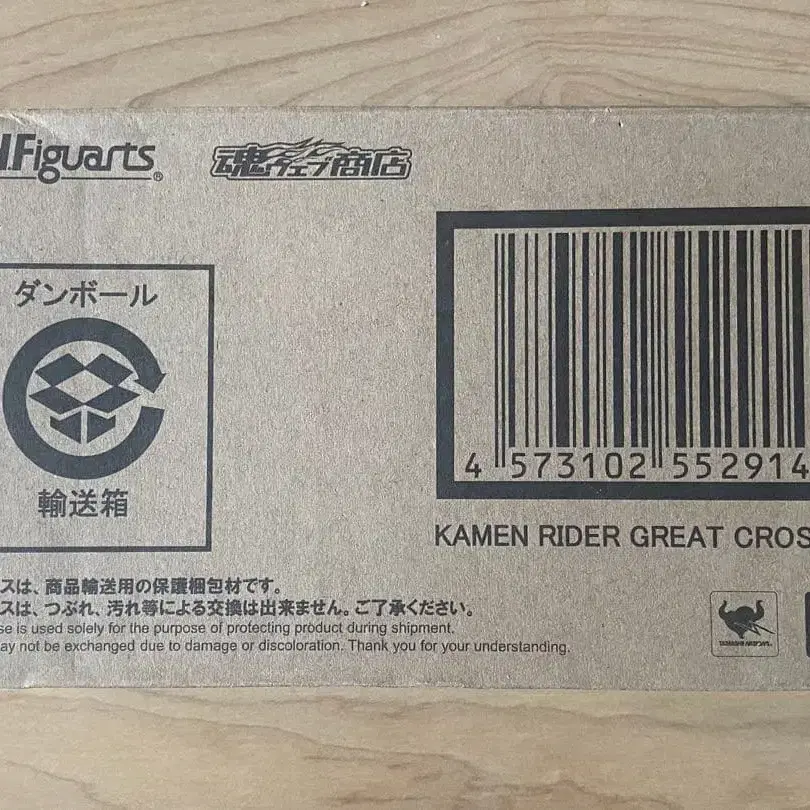 .Figuarts®
魂ウェブ商店
ダンボール
輸送箱
4 573102 552914
KAMEN RIDER GREAT CROS
スは、商品輸送用の保護梱包材です。
スは、つぶれ、汚れ等による交換は出来ません。ご了承ください。
se is used solely for the purpose of protecting product during shipment.
ay not be exchanged due to damage or discoloration. Thank you for your understanding.
TAMASHII NATIONS